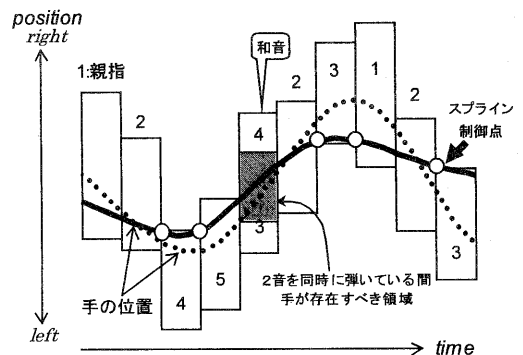 position
right
和音
1:親指
2
4
2
3
1
2
スプライン
制御点
3
4
5
3
手の位置
2音を同時に弾いている間
手が存在すべき領域
left
time